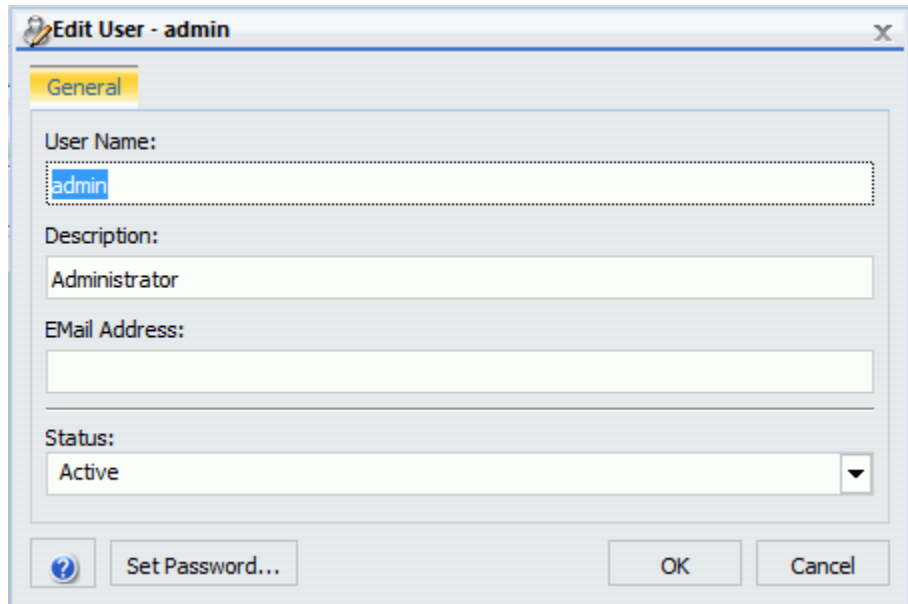 Edit User - admin
General
User Name:
admin
Description:
Administrator
EMail Address:
Status:
Active
Set Password...
OK
Cancel